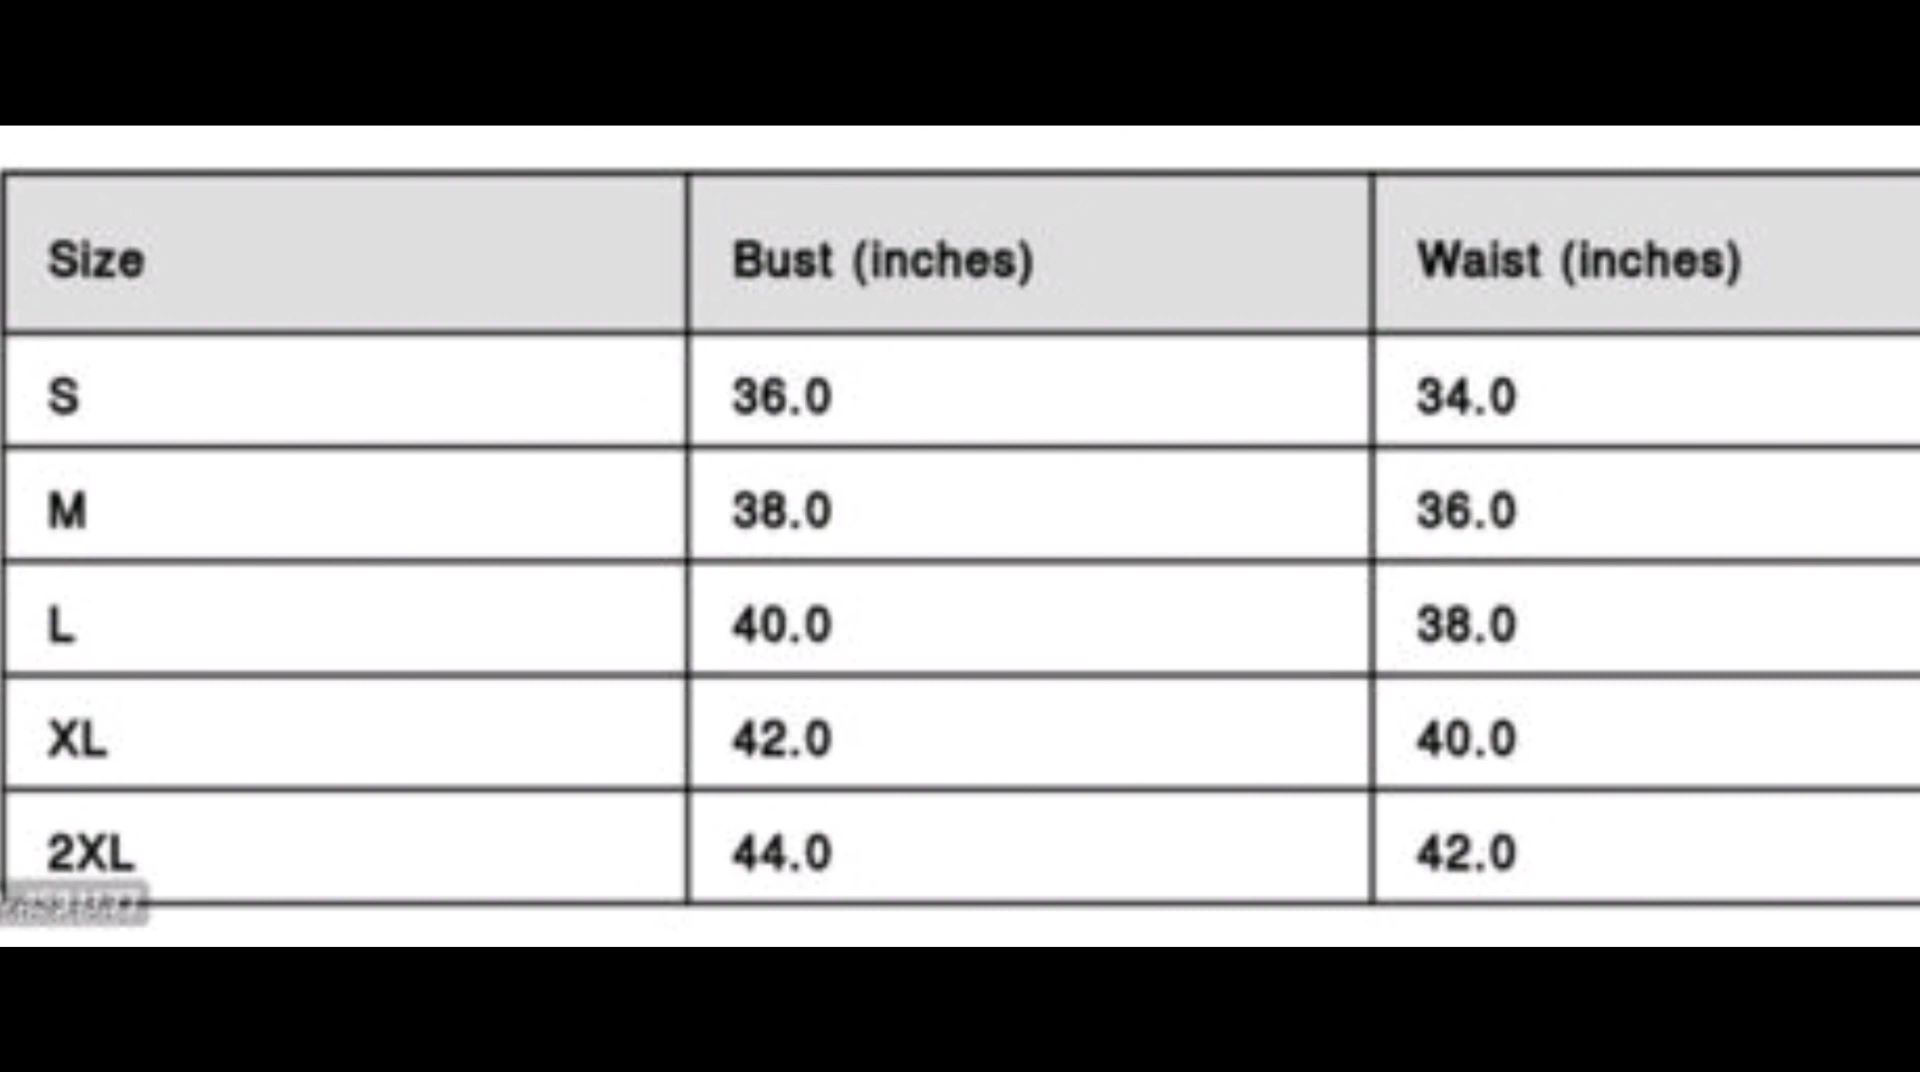 Size Bust (inches) Waist (inches)
S 36.0 34.0
M 38.0 36.0
L 40.0 38.0
XL 42.0 40.0
2XL 44.0 42.0